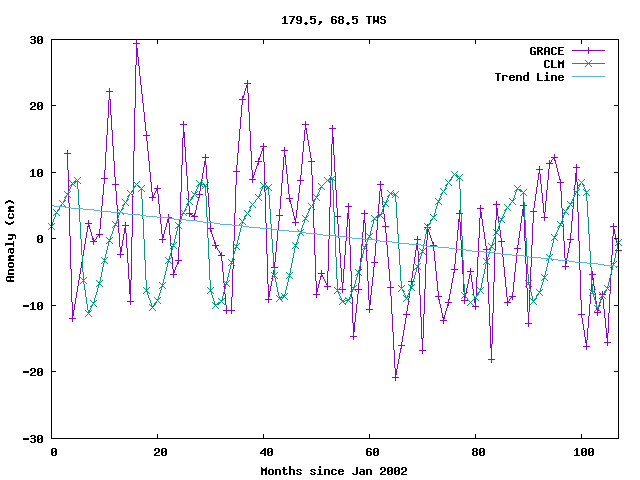 179.5, 68.5 TWS
GRACE
CLM
Trend Line
30
20
10
0
-10
-20
-30
Anomaly (cm)
0 20 40 60 80 100
Months since Jan 2002